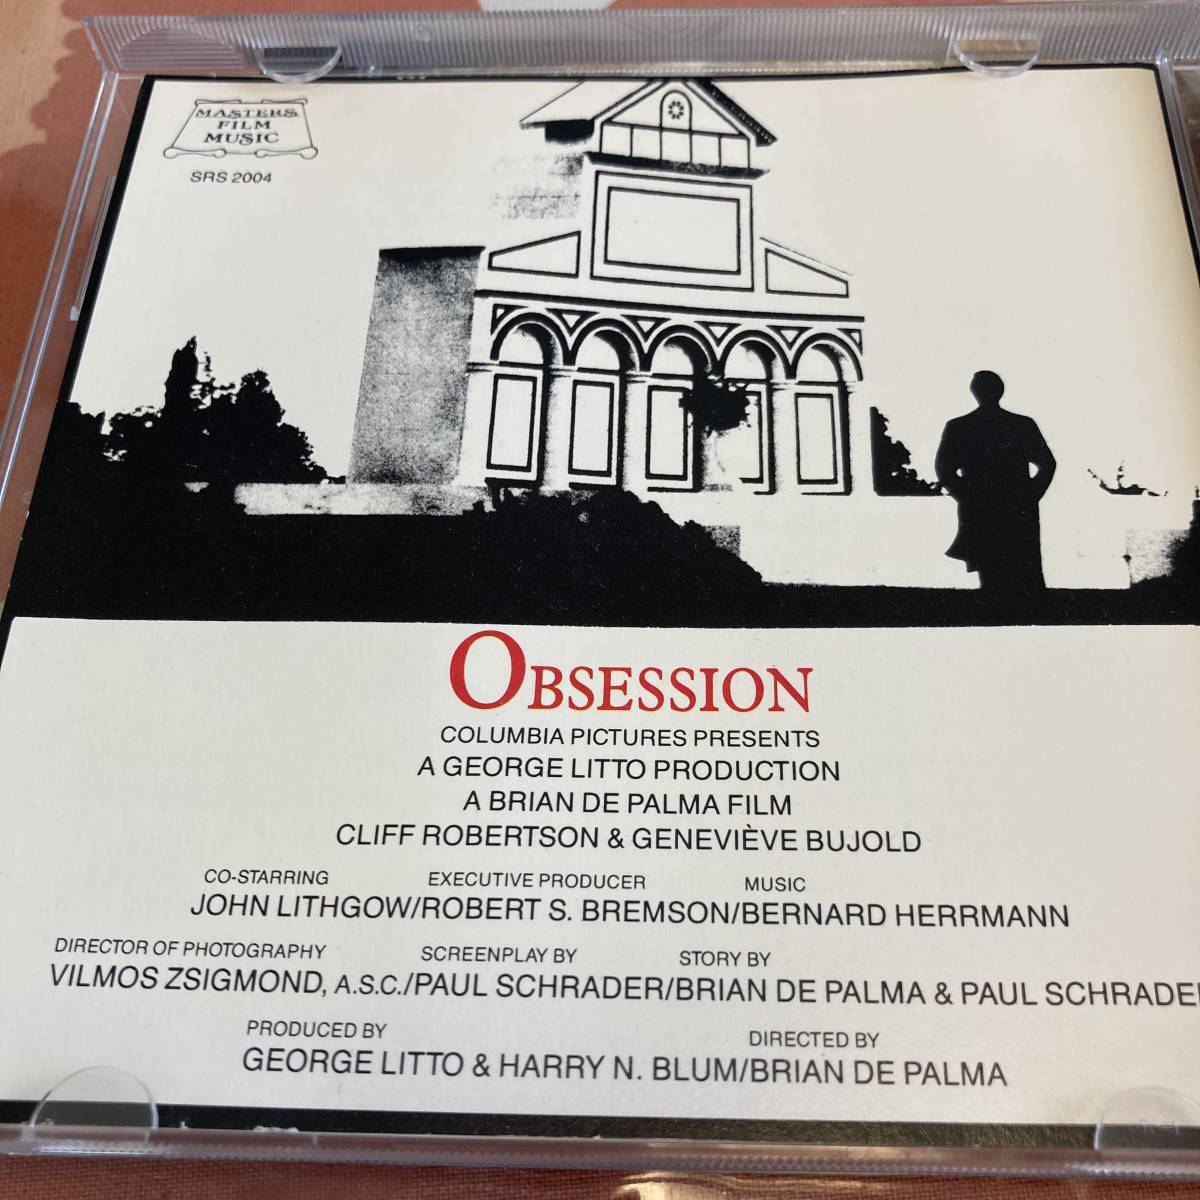 MASTERS
FILM
MUSIC
SRS 2004
OBSESSION
COLUMBIA PICTURES PRESENTS
A GEORGE LITTO PRODUCTION
A BRIAN DE PALMA FILM
CLIFF ROBERTSON & GENEVIÈVE BUJOLD
CO-STARRING EXECUTIVE PRODUCER MUSIC
JOHN LITHGOW/ROBERT S. BREMSON/BERNARD HERRMANN
DIRECTOR OF PHOTOGRAPHY SCREENPLAY BY STORY BY
VILMOS ZSIGMOND, A.S.C./PAUL SCHRADER/BRIAN DE PALMA & PAUL SCHRADE
PRODUCED BY DIRECTED BY
GEORGE LITTO & HARRY N. BLUM/BRIAN DE PALMA